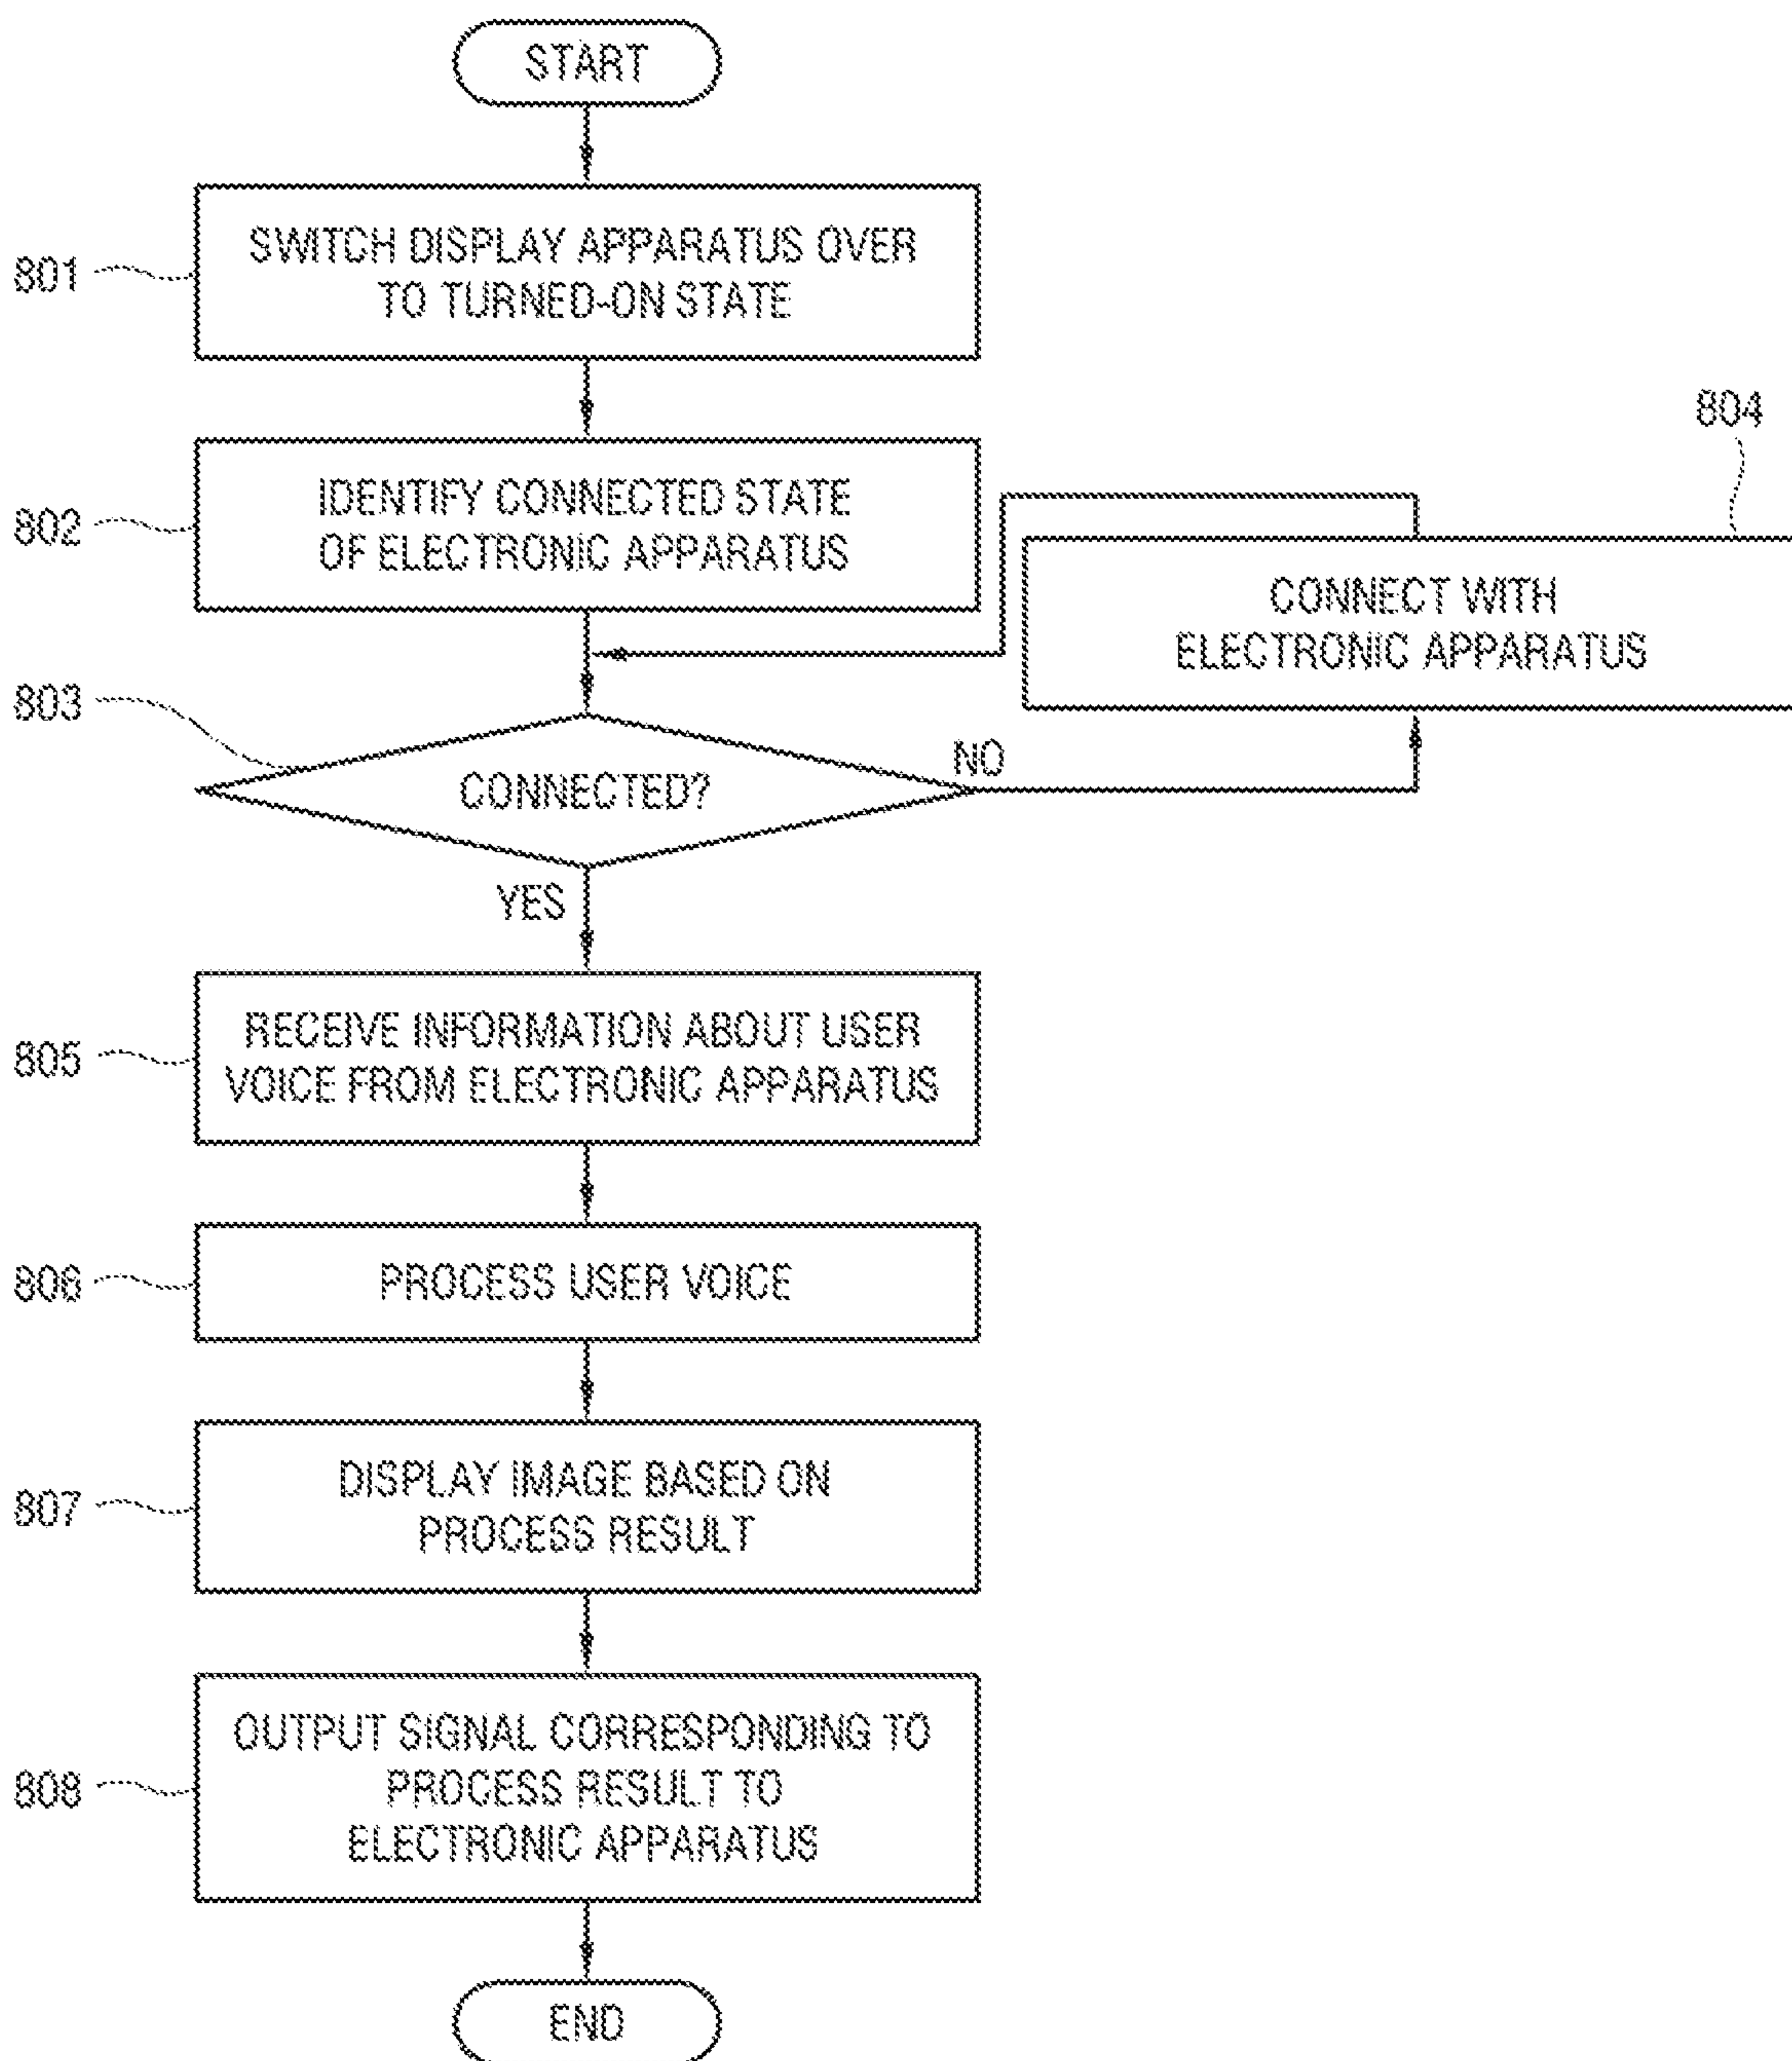 START
801
SWITCH DISPLAY APPARATUS OVER
TO TURNED-ON STATE
802
IDENTIFY CONNECTED STATE
OF ELECTRONIC APPARATUS
804
CONNECT WITH
ELECTRONIC APPARATUS
803
CONNECTED?
NO
YES
805
RECEIVE INFORMATION ABOUT USER
VOICE FROM ELECTRONIC APPARATUS
806
PROCESS USER VOICE
807
DISPLAY IMAGE BASED ON
PROCESS RESULT
808
OUTPUT SIGNAL CORRESPONDING TO
PROCESS RESULT TO
ELECTRONIC APPARATUS
END